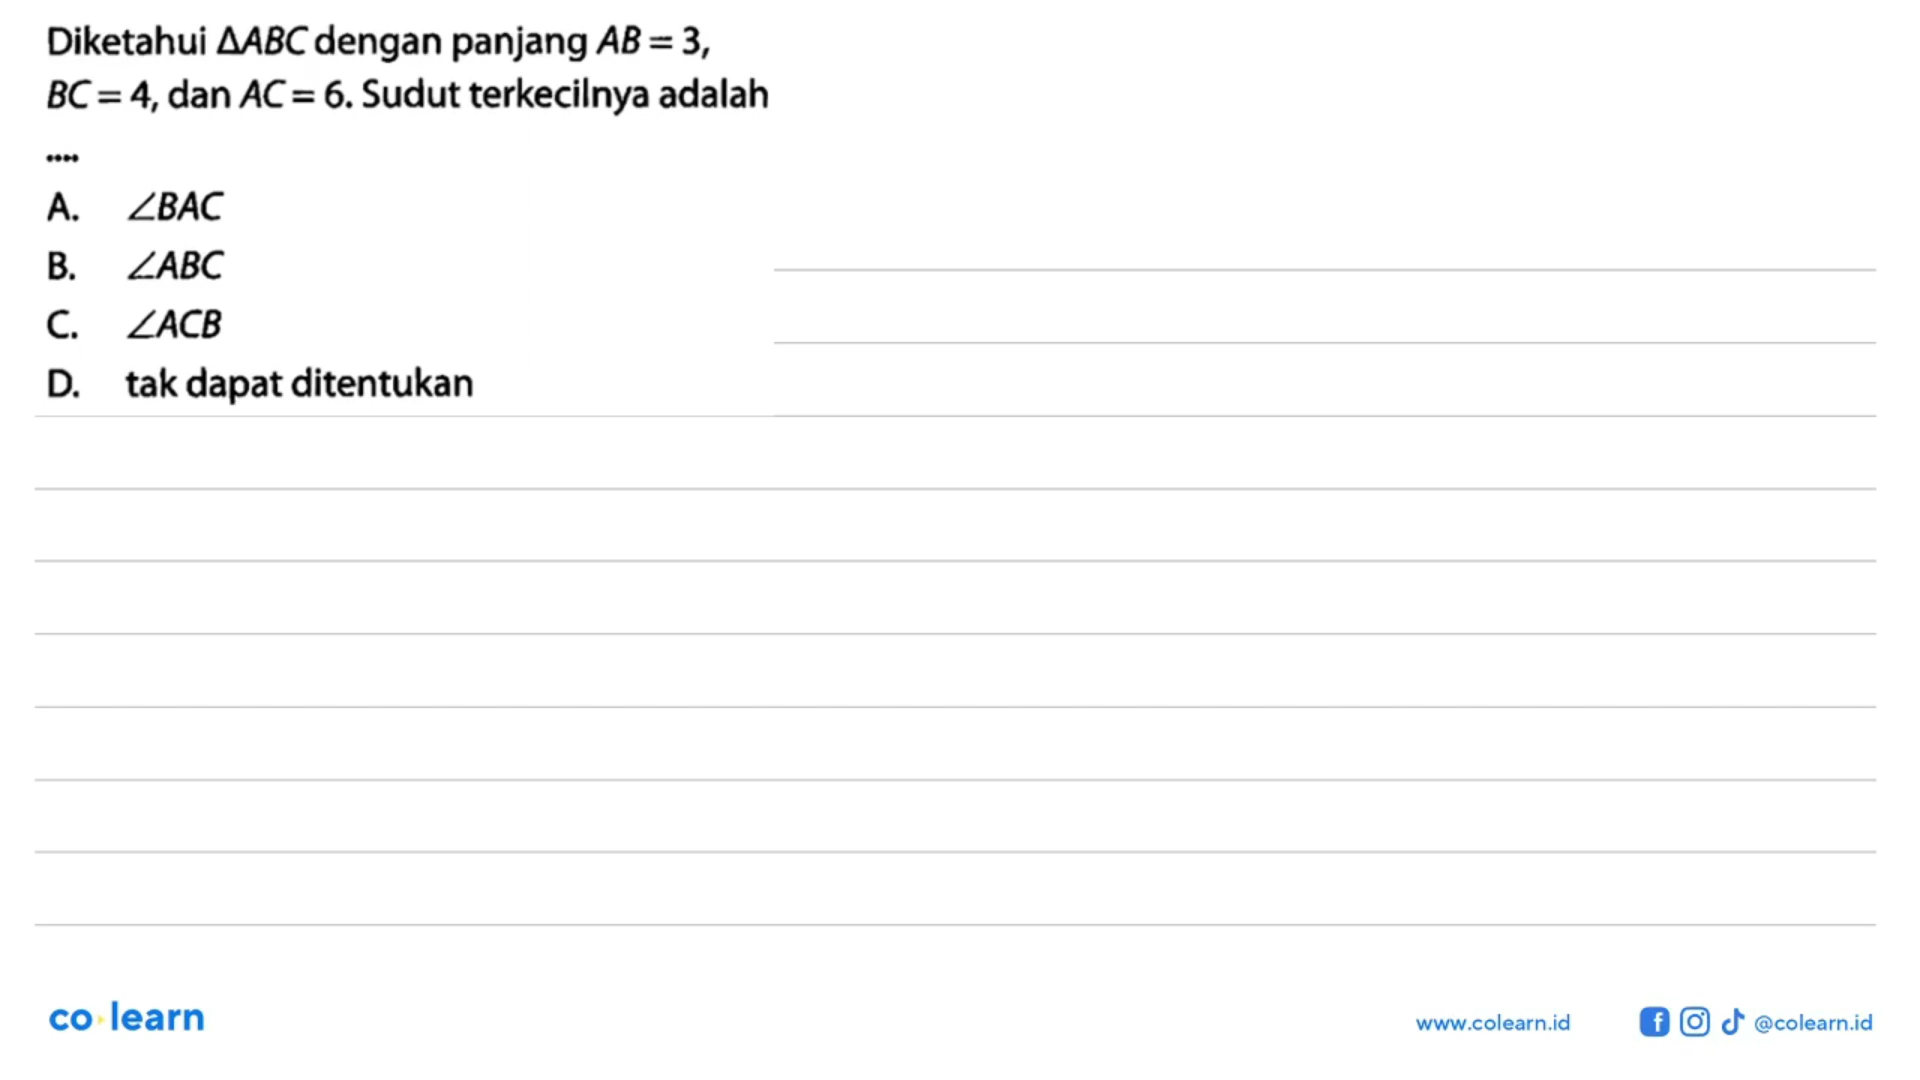 Diketahui ΔABC dengan panjang AB = 3,
BC = 4, dan AC = 6. Sudut terkecilnya adalah
....
A. ∠BAC
B. ∠ABC
C. ∠ACB
D. tak dapat ditentukan
co learn
www.colearn.id
@colearn.id